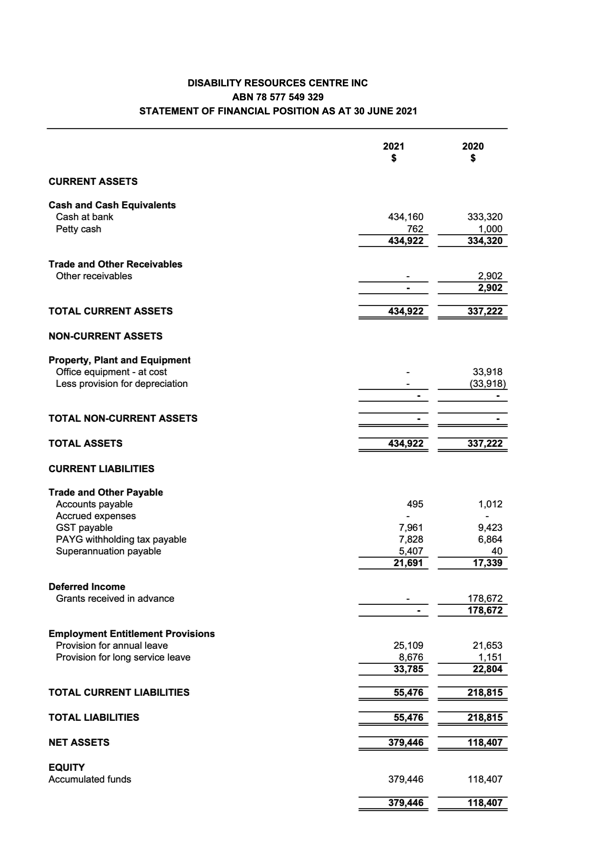 DISABILITY RESOURCES CENTRE INC
ABN 78 577 549 329
STATEMENT OF FINANCIAL POSITION AS AT 30 JUNE 2021
2021 2020
$ $
CURRENT ASSETS
Cash and Cash Equivalents
Cash at bank 434,160 333,320
Petty cash 762 1,000
434,922 334,320
Trade and Other Receivables
Other receivables - 2,902
- 2,902
TOTAL CURRENT ASSETS 434,922 337,222
NON-CURRENT ASSETS
Property, Plant and Equipment
Office equipment - at cost - 33,918
Less provision for depreciation - (33,918)
- -
TOTAL NON-CURRENT ASSETS - -
TOTAL ASSETS 434,922 337,222
CURRENT LIABILITIES
Trade and Other Payable
Accounts payable 495 1,012
Accrued expenses - -
GST payable 7,961 9,423
PAYG withholding tax payable 7,828 6,864
Superannuation payable 5,407 40
21,691 17,339
Deferred Income
Grants received in advance - 178,672
- 178,672
Employment Entitlement Provisions
Provision for annual leave 25,109 21,653
Provision for long service leave 8,676 1,151
33,785 22,804
TOTAL CURRENT LIABILITIES 55,476 218,815
TOTAL LIABILITIES 55,476 218,815
NET ASSETS 379,446 118,407
EQUITY
Accumulated funds 379,446 118,407
379,446 118,407